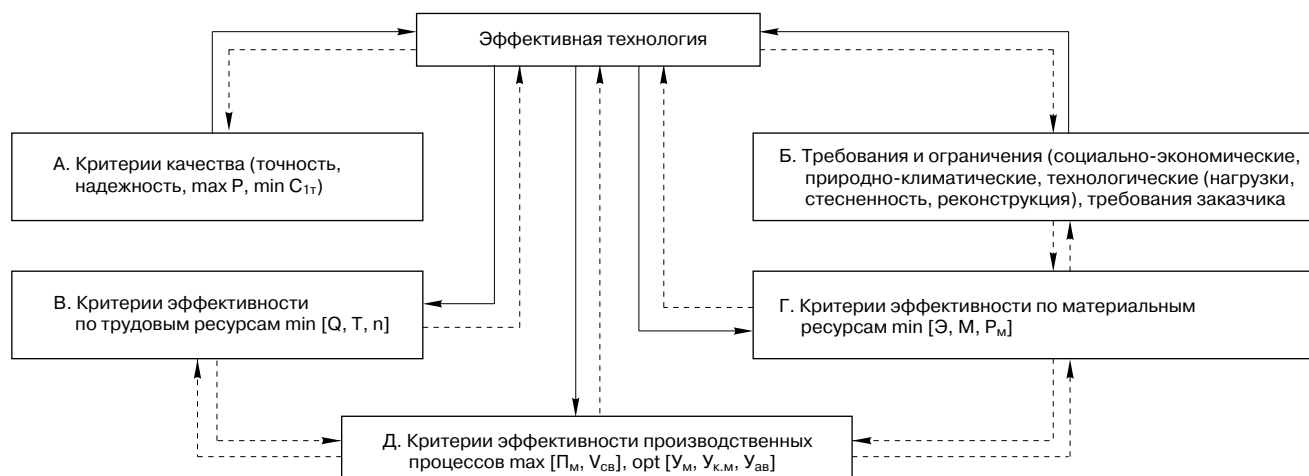 Эффективная технология
А. Критерии качества (точность,
надежность, max P, min C₁т)
Б. Требования и ограничения (социально-экономические,
природно-климатические, технологические (нагрузки,
стесненность, реконструкция), требования заказчика
В. Критерии эффективности
по трудовым ресурсам min [Q, T, n]
Г. Критерии эффективности по материальным
ресурсам min [Э, М, Рм]
Д. Критерии эффективности производственных
процессов max [Пм, Vсв], opt [Ум, Ук.м, Уав]